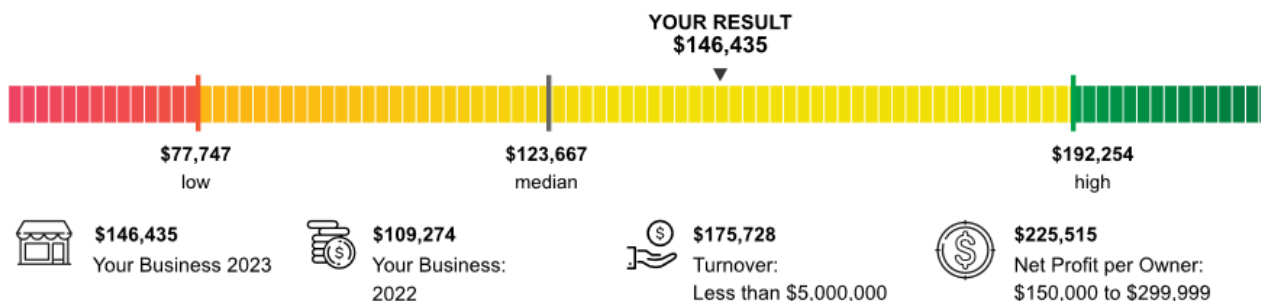 YOUR RESULT
$146,435
$77,747
low
$123,667
median
$192,254
high
$146,435
Your Business 2023
$109,274
Your Business:
2022
$175,728
Turnover:
Less than $5,000,000
$225,515
Net Profit per Owner:
$150,000 to $299,999